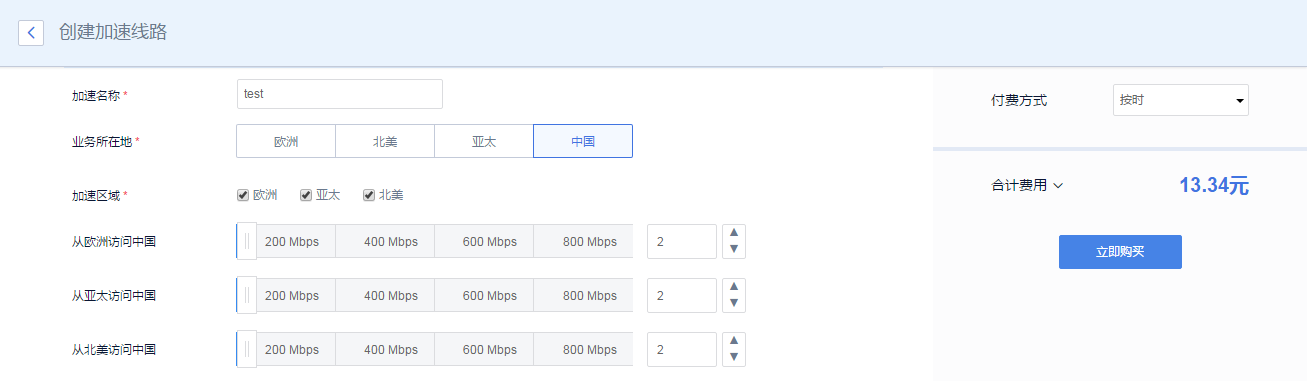 创建加速线路
加速名称 *
test
业务所在地 *
欧洲 北美 亚太 中国
加速区域 *
欧洲 亚太 北美
从欧洲访问中国
200 Mbps 400 Mbps 600 Mbps 800 Mbps 2
从亚太访问中国
200 Mbps 400 Mbps 600 Mbps 800 Mbps 2
从北美访问中国
200 Mbps 400 Mbps 600 Mbps 800 Mbps 2
付费方式 按时
合计费用 13.34元
立即购买